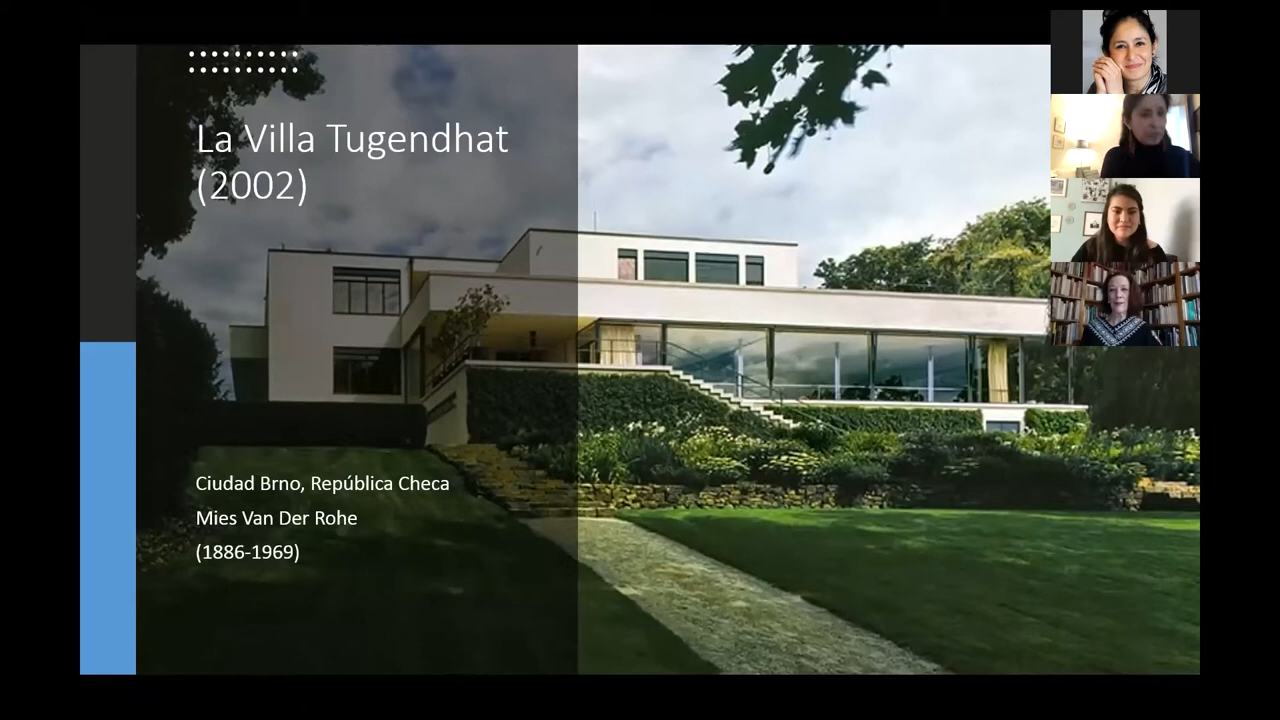 La Villa Tugendhat
(2002)
Ciudad Brno, República Checa
Mies Van Der Rohe
(1886-1969)